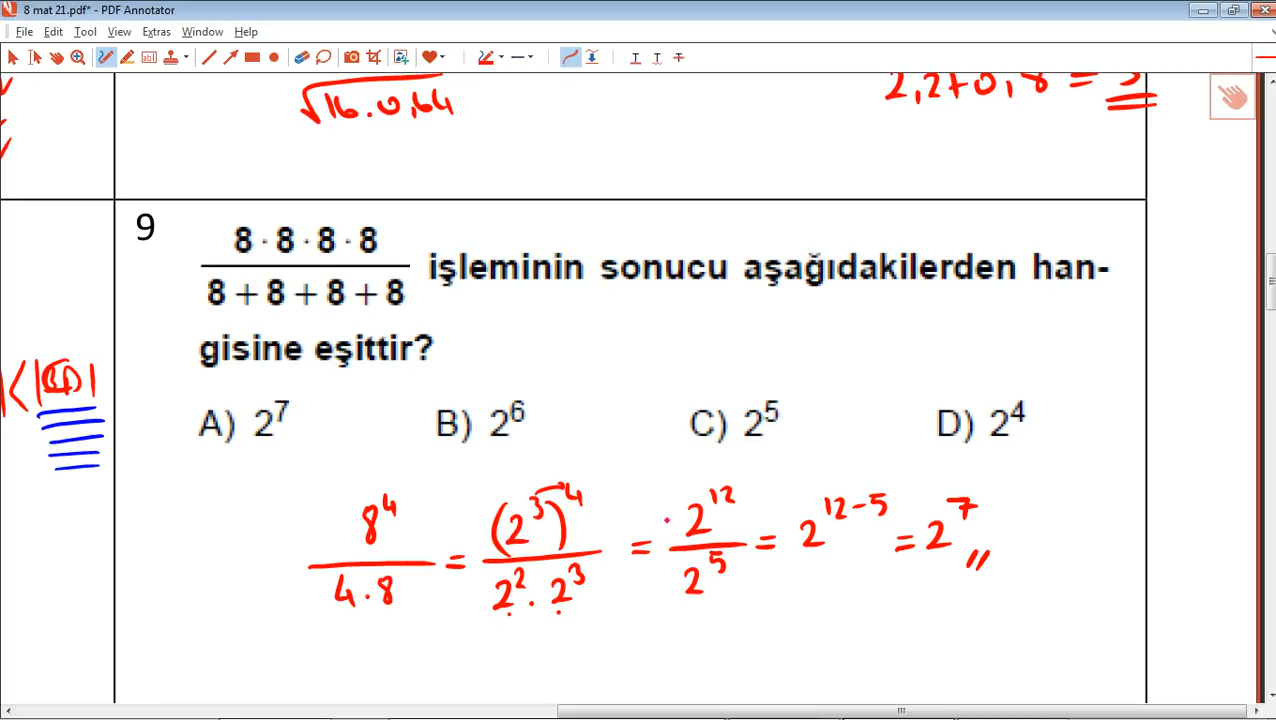 8 mat 21.pdf* - PDF Annotator
File Edit Tool View Extras Window Help
√16.0,64
2,2+0,8 = 3
9
8 · 8 · 8 · 8
8 + 8 + 8 + 8
işleminin sonucu aşağıdakilerden han-
gisine eşittir?
A) 2⁷ B) 2⁶ C) 2⁵ D) 2⁴
8⁴/4.8 = (2³)⁴/2².2³ = 2¹²/2⁵ = 2¹²⁻⁵ = 2⁷